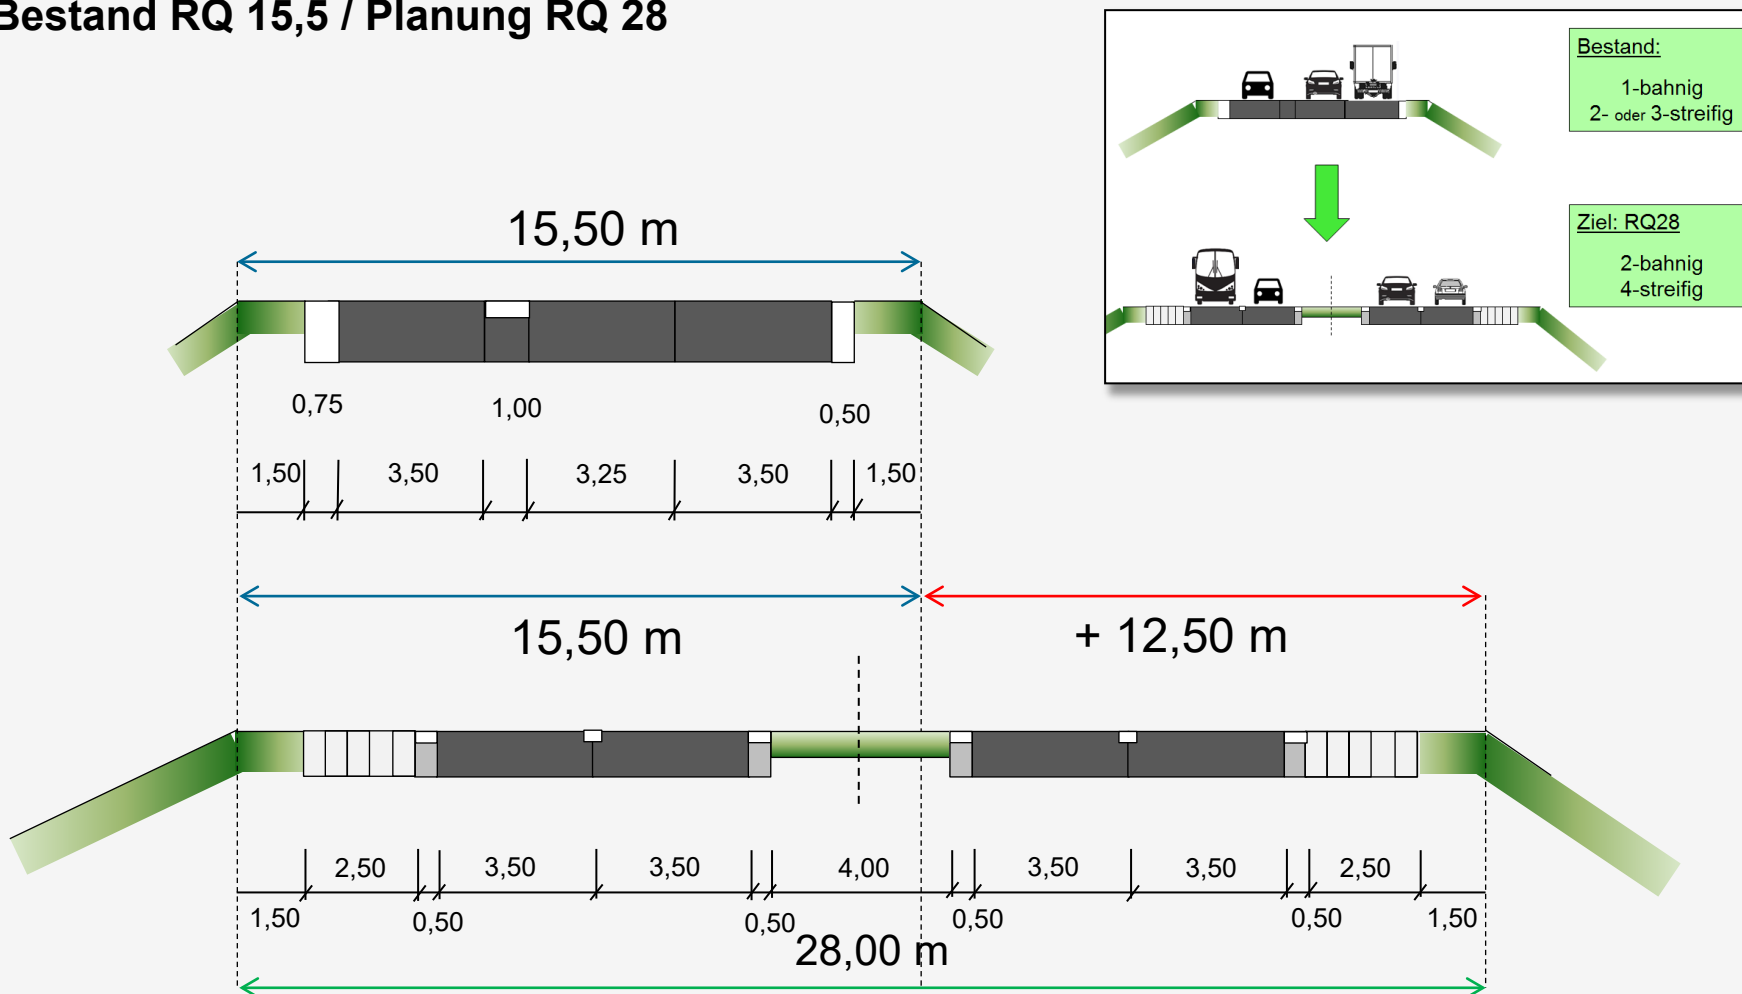 Bestand RQ 15,5 / Planung RQ 28
Bestand:
1-bahnig
2- oder 3-streifig
Ziel: RQ28
2-bahnig
4-streifig
15,50 m
0,75
1,00
0,50
1,50
3,50
3,25
3,50
1,50
15,50 m
+ 12,50 m
2,50
3,50
3,50
4,00
3,50
3,50
2,50
1,50
0,50
0,50
0,50
0,50
1,50
28,00 m